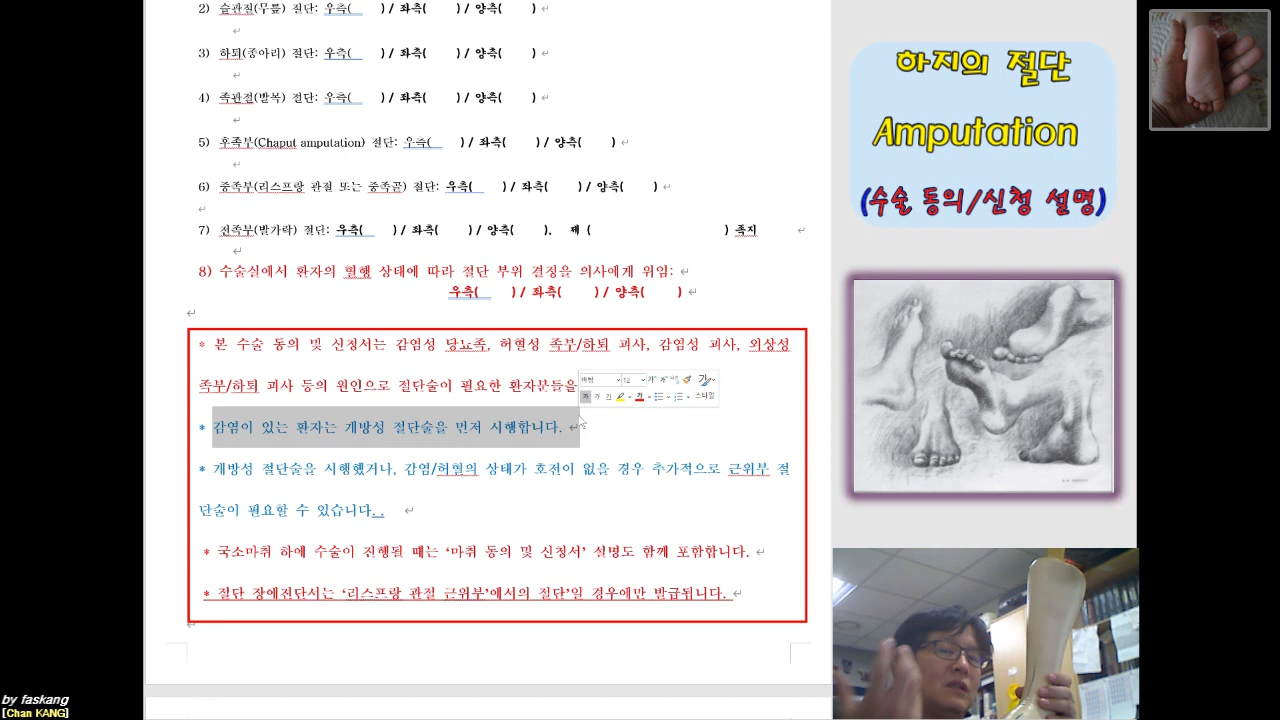 2) 슬관절(무릎) 절단: 우측( ) / 좌측( ) / 양측( ) ↵
3) 하퇴(종아리) 절단: 우측( ) / 좌측( ) / 양측( ) ↵
4) 족관절(발목) 절단: 우측( ) / 좌측( ) / 양측( ) ↵
5) 후족부(Chaput amputation) 절단: 우측( ) / 좌측( ) / 양측( ) ↵
6) 중족부(리스프랑 관절 또는 중족골) 절단: 우측( ) / 좌측( ) / 양측( ) ↵
7) 전족부(발가락) 절단: 우측( ) / 좌측( ) / 양측( ), 제 ( ) 족지 ↵
8) 수술실에서 환자의 혈행 상태에 따라 절단 부위 결정을 의사에게 위임: ↵
우측( ) / 좌측( ) / 양측( ) ↵
* 본 수술 동의 및 신청서는 감염성 당뇨족, 허혈성 족부/하퇴 괴사, 감염성 괴사, 외상성
족부/하퇴 괴사 등의 원인으로 절단술이 필요한 환자분들을
* 감염이 있는 환자는 개방성 절단술을 먼저 시행합니다. ↵
* 개방성 절단술을 시행했거나, 감염/허혈의 상태가 호전이 없을 경우 추가적으로 근위부 절
단술이 필요할 수 있습니다. . ↵
* 국소마취 하에 수술이 진행될 때는 ‘마취 동의 및 신청서’ 설명도 함께 포함합니다. ↵
* 절단 장애진단서는 ‘리스프랑 관절 근위부’에서의 절단’일 경우에만 발급됩니다. ↵
바탕 12
스타일
하지의 절단
Amputation
(수술 동의/신청 설명)
by faskang
[Chan KANG]